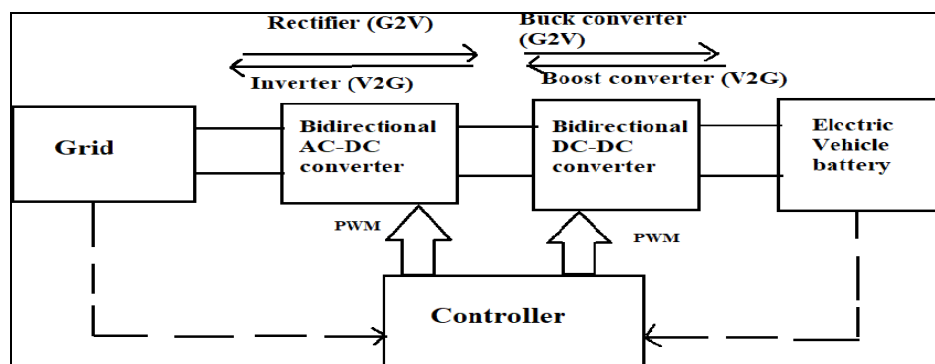 Rectifier (G2V)
Inverter (V2G)
Buck converter
(G2V)
Boost converter (V2G)
Grid
Bidirectional
AC-DC
converter
Bidirectional
DC-DC
converter
Electric
Vehicle
battery
PWM
PWM
Controller